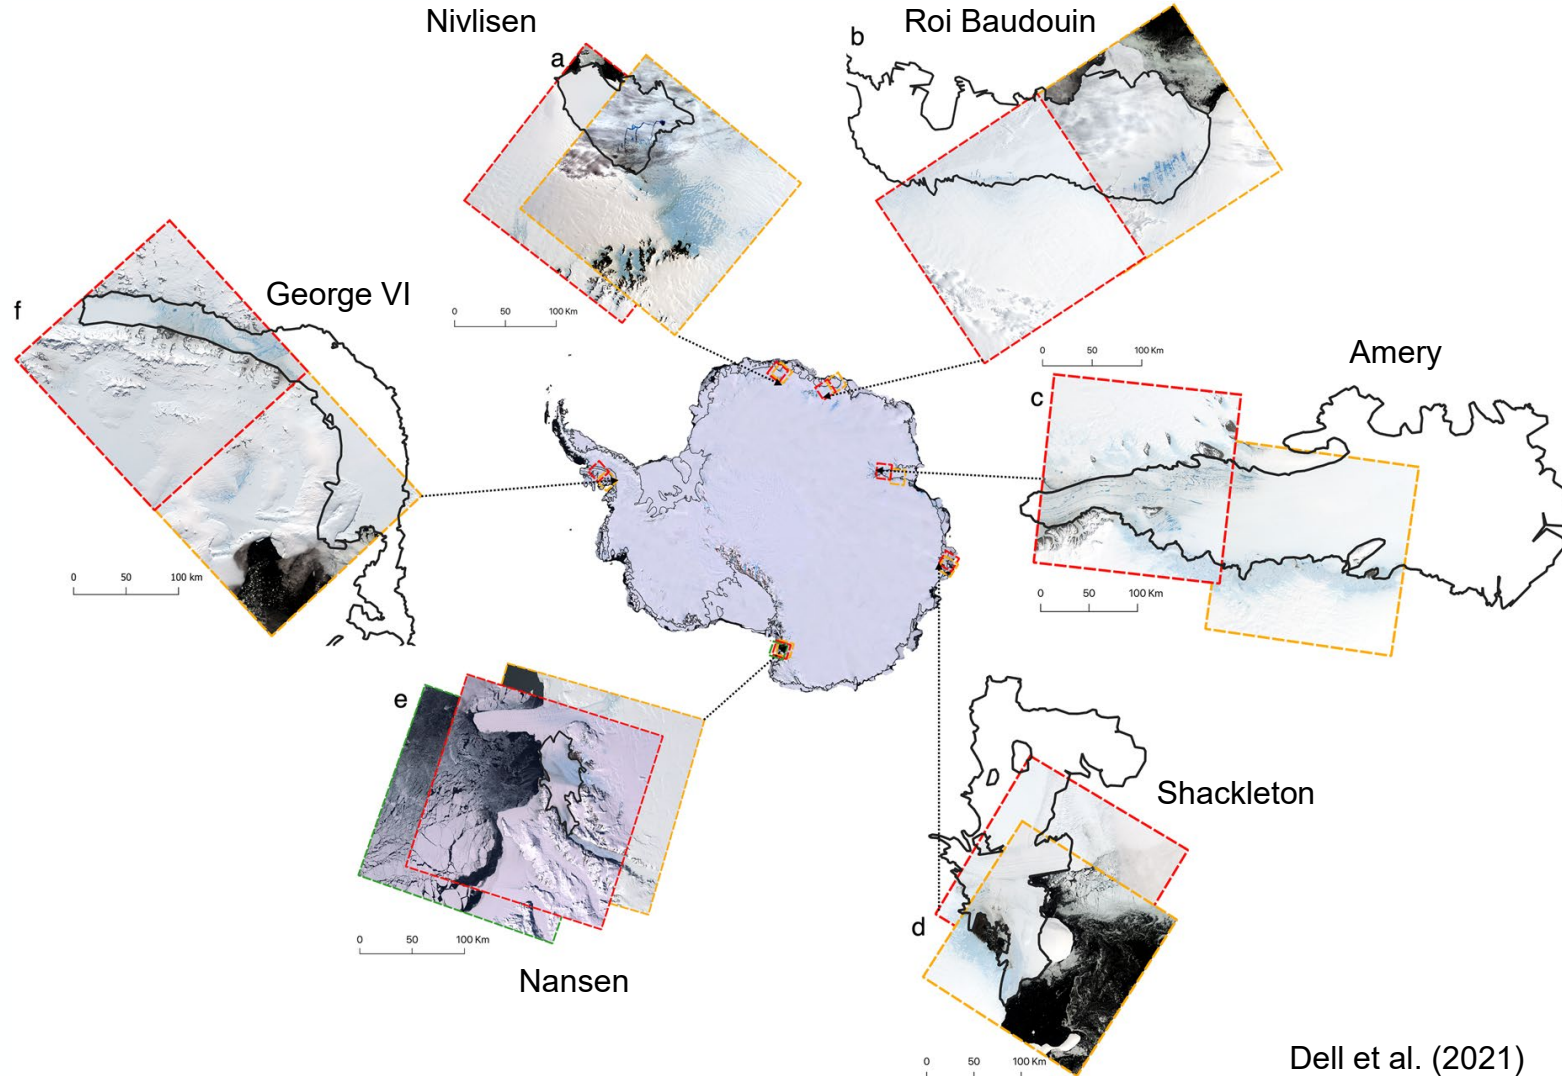 Nivlisen
Roi Baudouin
a
b
0 50 100 Km
0 50 100 Km
George VI
f
Amery
c
0 50 100 km
0 50 100 Km
e
Shackleton
d
0 50 100 Km
Nansen
0 50 100 Km
Dell et al. (2021)